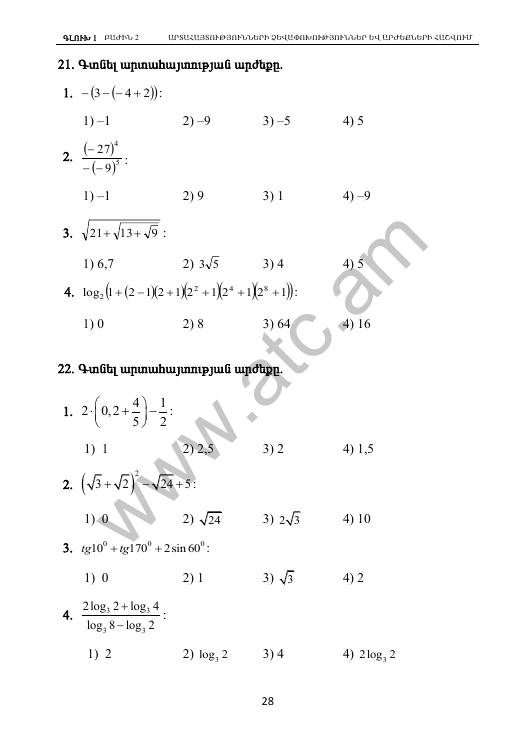 ԳԼՈՒԽ 1 ԲԱԺԻՆ 2 ԱՐՏԱՀԱՅՏՈՒԹՅՈՒՆՆԵՐԻ ՁԵՎԱՓՈԽՈՒԹՅՈՒՆՆԵՐ ԵՎ ԱՐԺԵՔՆԵՐԻ ՀԱՇՎՈՒՄ
21. Գտնել արտահայտության արժեքը.
1. −(3−(−4+2)):
1) –1 2) –9 3) –5 4) 5
2. (−27)⁴/−(−9)⁵ :
1) –1 2) 9 3) 1 4) –9
3. √(21+√(13+√9)) :
1) 6,7 2) 3√5 3) 4 4) 5
4. log₂(1+(2−1)(2+1)(2²+1)(2⁴+1)(2⁸+1)):
1) 0 2) 8 3) 64 4) 16
22. Գտնել արտահայտության արժեքը.
1. 2·(0,2+4/5)−1/2:
1) 1 2) 2,5 3) 2 4) 1,5
2. (√3+√2)²−√24+5:
1) 0 2) √24 3) 2√3 4) 10
3. tg10⁰+tg170⁰+2sin60⁰:
1) 0 2) 1 3) √3 4) 2
4. (2log₃2+log₃4)/(log₃8−log₃2):
1) 2 2) log₃2 3) 4 4) 2log₃2
28
www.atc.am